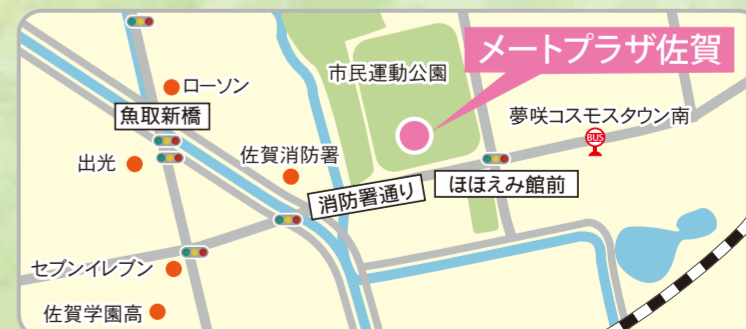 メートプラザ佐賀
市民運動公園
ローソン
魚取新橋
夢咲コスモスタウン南
BUS
出光
佐賀消防署
消防署通り
ほほえみ館前
セブンイレブン
佐賀学園高